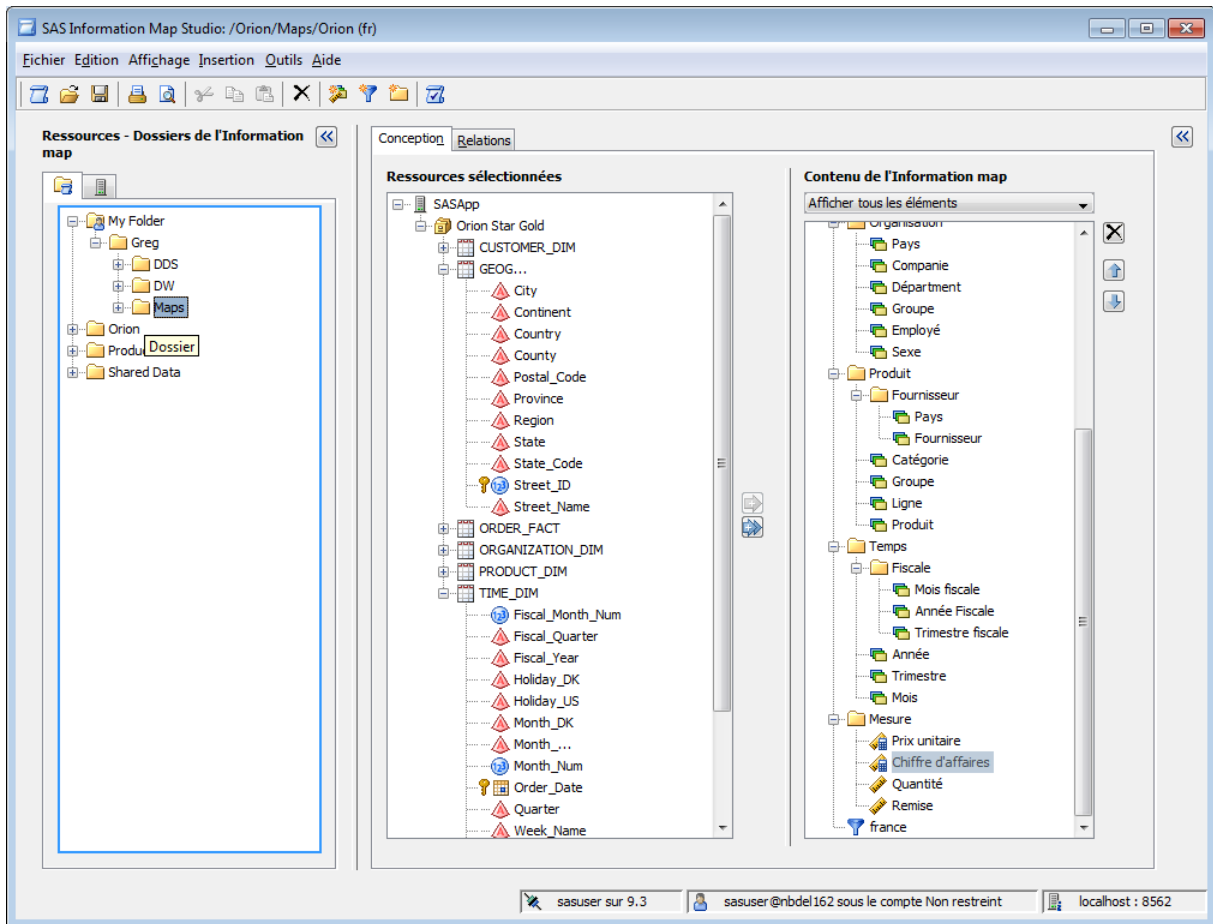 SAS Information Map Studio: /Orion/Maps/Orion (fr)
Fichier Edition Affichage Insertion Outils Aide
Ressources - Dossiers de l'Information
map
My Folder
Greg
DDS
DW
Maps
Orion
Produ
Dossier
Shared Data
Conception
Relations
Ressources sélectionnées
SASApp
Orion Star Gold
CUSTOMER_DIM
GEOG...
City
Continent
Country
County
Postal_Code
Province
Region
State
State_Code
Street_ID
Street_Name
ORDER_FACT
ORGANIZATION_DIM
PRODUCT_DIM
TIME_DIM
Fiscal_Month_Num
Fiscal_Quarter
Fiscal_Year
Holiday_DK
Holiday_US
Month_DK
Month_...
Month_Num
Order_Date
Quarter
Week_Name
Contenu de l'Information map
Afficher tous les éléments
Organisation
Pays
Companie
Départment
Groupe
Employé
Sexe
Produit
Fournisseur
Pays
Fournisseur
Catégorie
Groupe
Ligne
Produit
Temps
Fiscale
Mois fiscale
Année Fiscale
Trimestre fiscale
Année
Trimestre
Mois
Mesure
Prix unitaire
Chiffre d'affaires
Quantité
Remise
france
sasuser sur 9.3
sasuser@nbdel162 sous le compte Non restreint
localhost : 8562